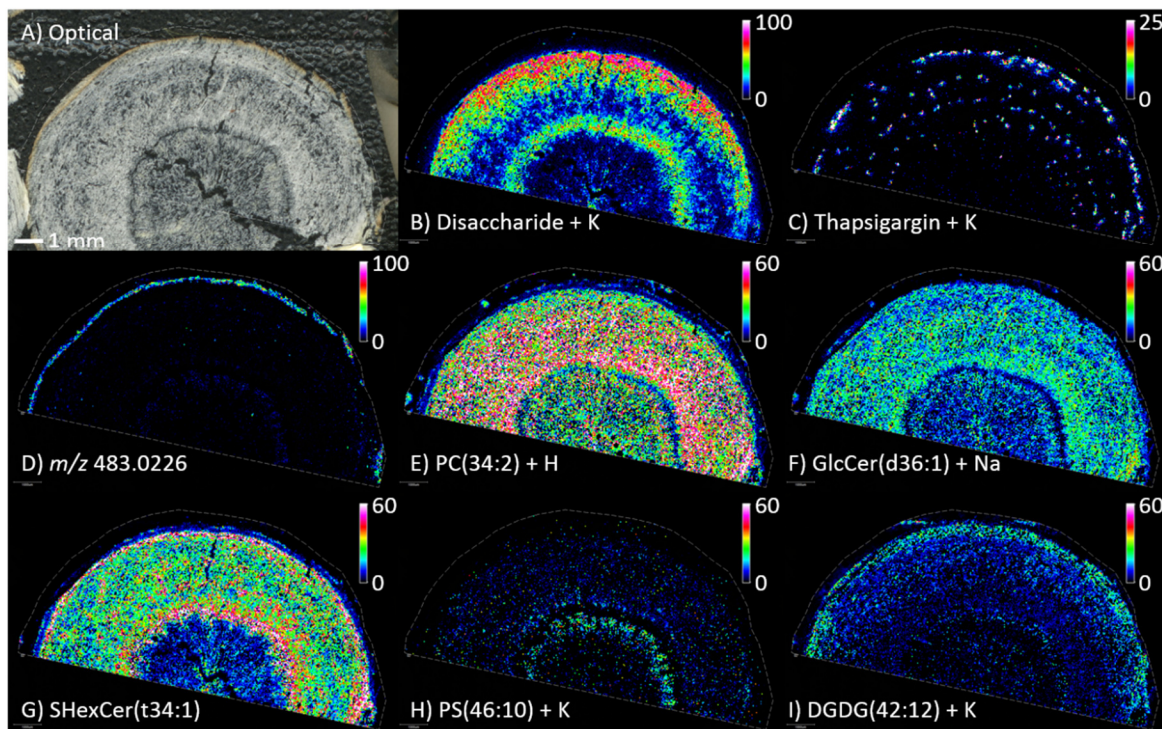 A) Optical
1 mm
100
0
B) Disaccharide + K
25
0
C) Thapsigargin + K
100
0
D) m/z 483.0226
60
0
E) PC(34:2) + H
60
0
F) GlcCer(d36:1) + Na
60
0
G) SHexCer(t34:1)
60
0
H) PS(46:10) + K
60
0
I) DGDG(42:12) + K